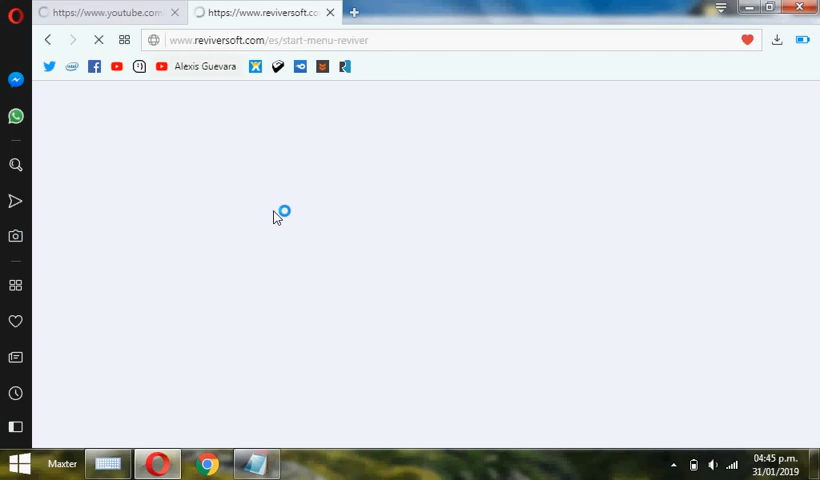 https://www.youtube.com
https://www.reviversoft.co
www.reviversoft.com/es/start-menu-reviver
Alexis Guevara
Maxter
04:45 p.m.
31/01/2019